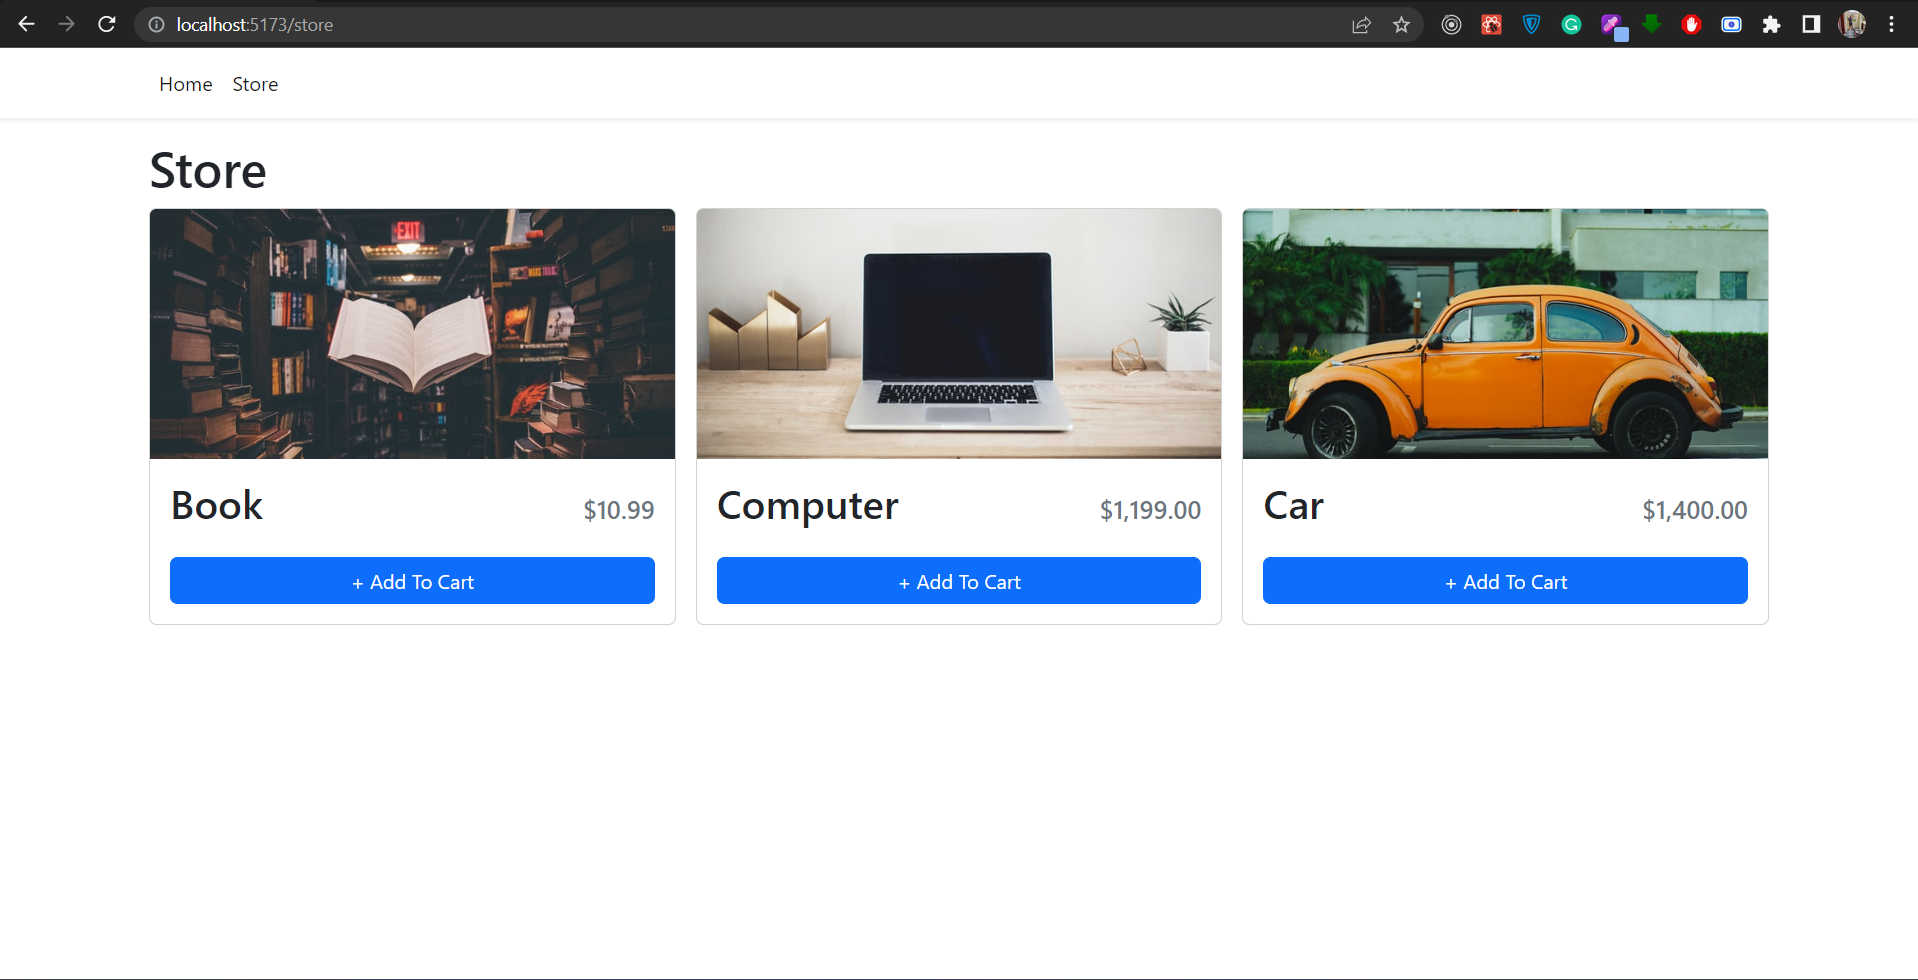 localhost:5173/store
Home Store
Store
EXIT
Book $10.99
+ Add To Cart
Computer $1,199.00
+ Add To Cart
Car $1,400.00
+ Add To Cart